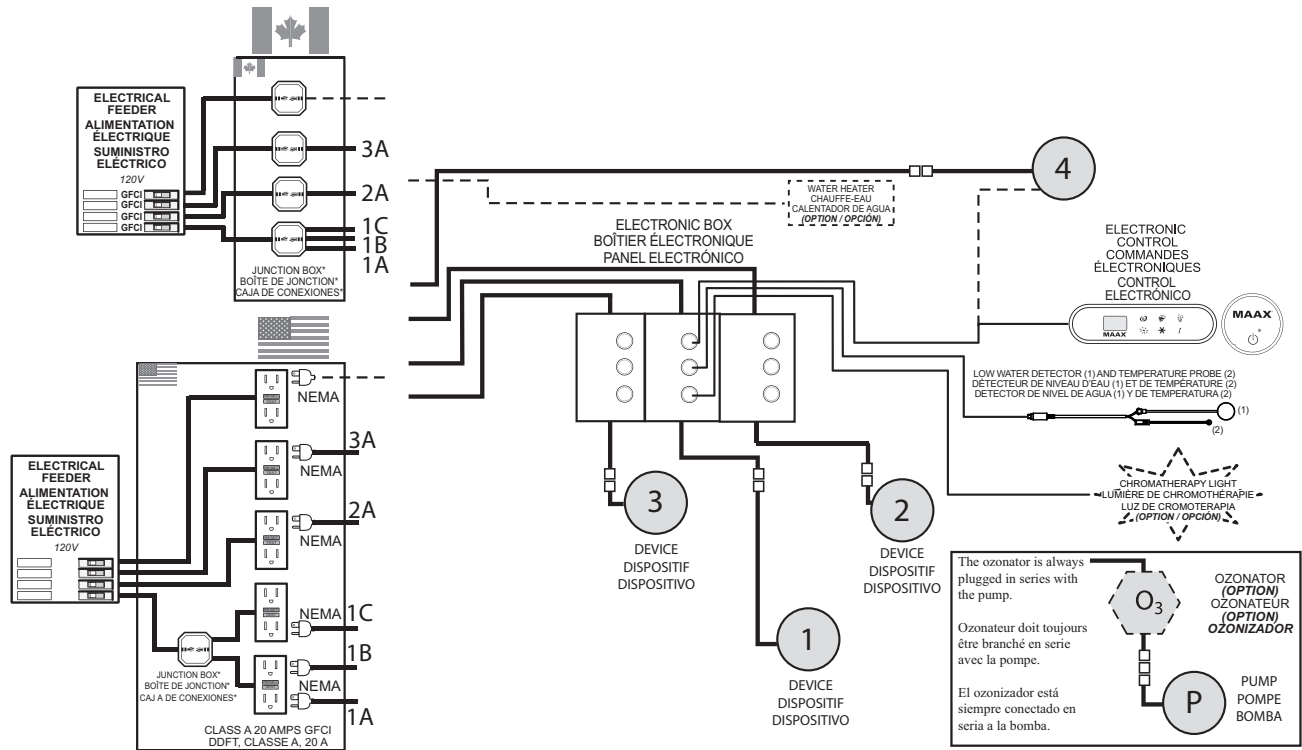 ELECTRICAL
FEEDER
ALIMENTATION
ÉLECTRIQUE
SUMINISTRO
ELÉCTRICO
120V
GFCI
GFCI
GFCI
GFCI
3A
2A
1C
1B
1A
JUNCTION BOX*
BOÎTE DE JONCTION*
CAJA DE CONEXIONES*
WATER HEATER
CHAUFFE-EAU
CALENTADOR DE AGUA
(OPTION / OPCIÓN)
4
ELECTRONIC BOX
BOÎTIER ÉLECTRONIQUE
PANEL ELECTRÓNICO
ELECTRONIC
CONTROL
COMMANDES
ÉLECTRONIQUES
CONTROL
ELECTRÓNICO
MAAX
MAAX
LOW WATER DETECTOR (1) AND TEMPERATURE PROBE (2)
DÉTECTEUR DE NIVEAU D'EAU (1) ET DE TEMPÉRATURE (2)
DETECTOR DE NIVEL DE AGUA (1) Y DE TEMPERATURA (2)
(1)
(2)
CHROMATHERAPY LIGHT
LUMIÈRE DE CHROMOTHÉRAPIE
LUZ DE CROMOTERAPIA
(OPTION / OPCIÓN)
ELECTRICAL
FEEDER
ALIMENTATION
ÉLECTRIQUE
SUMINISTRO
ELÉCTRICO
120V
NEMA
3A
NEMA
2A
NEMA
NEMA 1C
1B
NEMA
1A
JUNCTION BOX*
BOÎTE DE JONCTION*
CAJ A DE CONEXIONES*
CLASS A 20 AMPS GFCI
DDFT, CLASSE A, 20 A
3
DEVICE
DISPOSITIF
DISPOSITIVO
1
DEVICE
DISPOSITIF
DISPOSITIVO
2
DEVICE
DISPOSITIF
DISPOSITIVO
The ozonator is always
plugged in series with
the pump.
Ozonateur doit toujours
être branché en serie
avec la pompe.
El ozonizador está
siempre conectado en
seria a la bomba.
O3
OZONATOR
(OPTION)
OZONATEUR
(OPTION)
OZONIZADOR
P
PUMP
POMPE
BOMBA